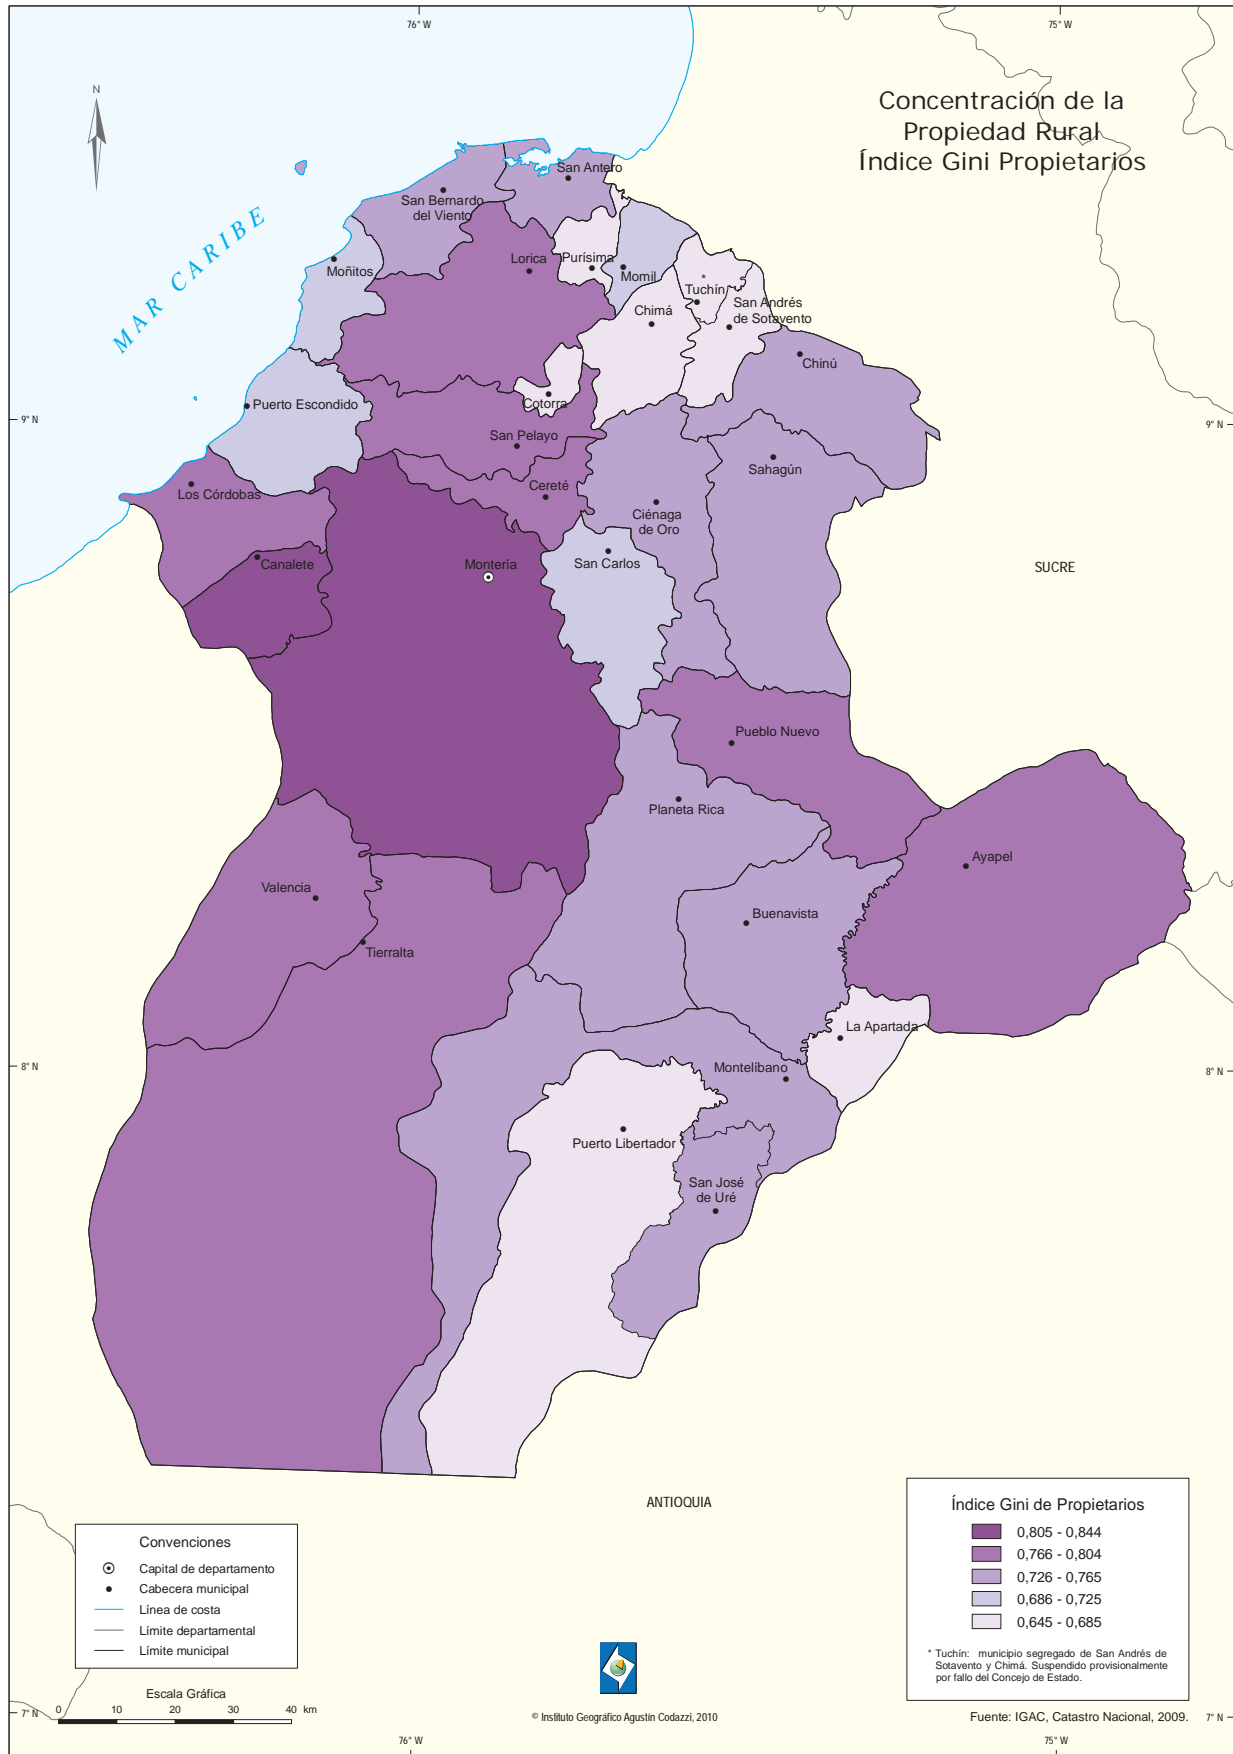 76° W
75° W
N
Concentración de la
Propiedad Rural
Índice Gini Propietarios
MAR CARIBE
San Antero
San Bernardo
del Viento
Moñitos
Lorica
Purísima
Momil
*
Tuchín
San Andrés
de Sotavento
Chimá
Chinú
Puerto Escondido
Cotorra
9° N
9° N
San Pelayo
Sahagún
Los Córdobas
Cereté
Ciénaga
de Oro
Canalete
Montería
San Carlos
SUCRE
Pueblo Nuevo
Planeta Rica
Ayapel
Valencia
Buenavista
Tierralta
La Apartada
8° N
Montelíbano
8° N
Puerto Libertador
San José
de Uré
ANTIOQUIA
Índice Gini de Propietarios
0,805 - 0,844
0,766 - 0,804
0,726 - 0,765
0,686 - 0,725
0,645 - 0,685
* Tuchín: municipio segregado de San Andrés de
Sotavento y Chimá. Suspendido provisionalmente
por fallo del Concejo de Estado.
Convenciones
Capital de departamento
Cabecera municipal
Línea de costa
Límite departamental
Límite municipal
Escala Gráfica
0 10 20 30 40 km
7° N
© Instituto Geográfico Agustín Codazzi, 2010
Fuente: IGAC, Catastro Nacional, 2009.
7° N
76° W
75° W